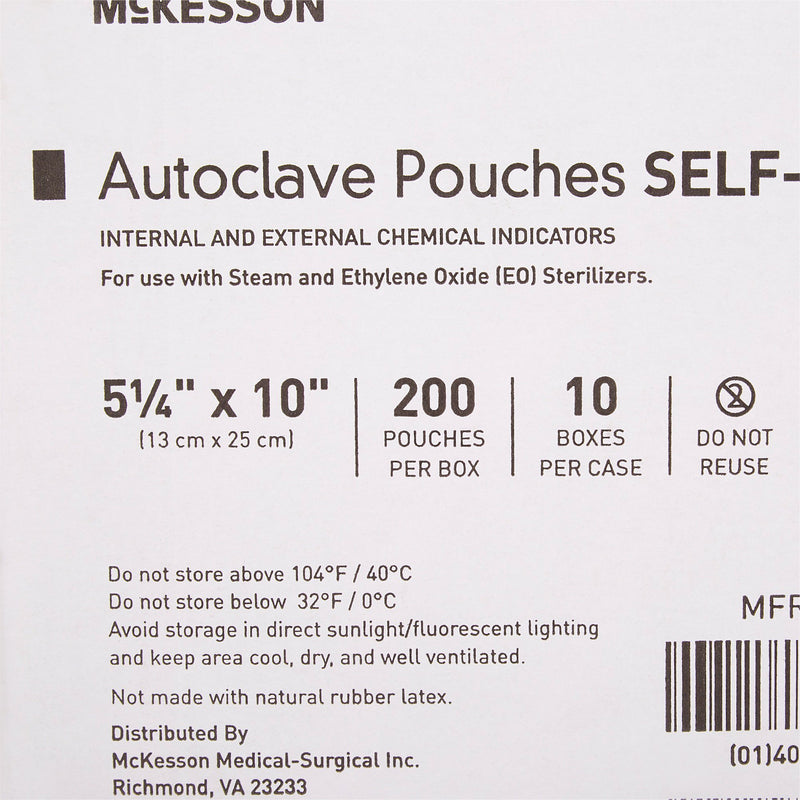 McKESSON
Autoclave Pouches SELF-
INTERNAL AND EXTERNAL CHEMICAL INDICATORS
For use with Steam and Ethylene Oxide (EO) Sterilizers.
5¼" x 10"
(13 cm x 25 cm)
200
POUCHES
PER BOX
10
BOXES
PER CASE
2
DO NOT
REUSE
Do not store above 104°F / 40°C
Do not store below 32°F / 0°C
Avoid storage in direct sunlight/fluorescent lighting
and keep area cool, dry, and well ventilated.
Not made with natural rubber latex.
Distributed By
McKesson Medical-Surgical Inc.
Richmond, VA 23233
MFR
(01)40